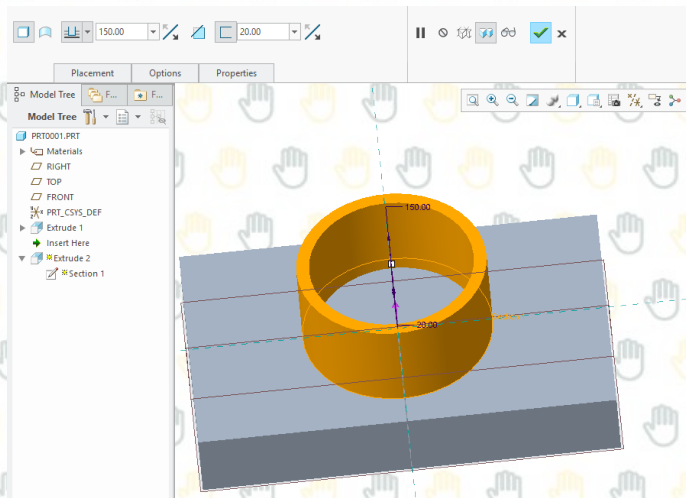 150.00
20.00
Placement
Options
Properties
Model Tree
F...
F...
Model Tree
PRT0001.PRT
Materials
RIGHT
TOP
FRONT
PRT_CSYS_DEF
Extrude 1
Insert Here
Extrude 2
Section 1
150.00
20.00